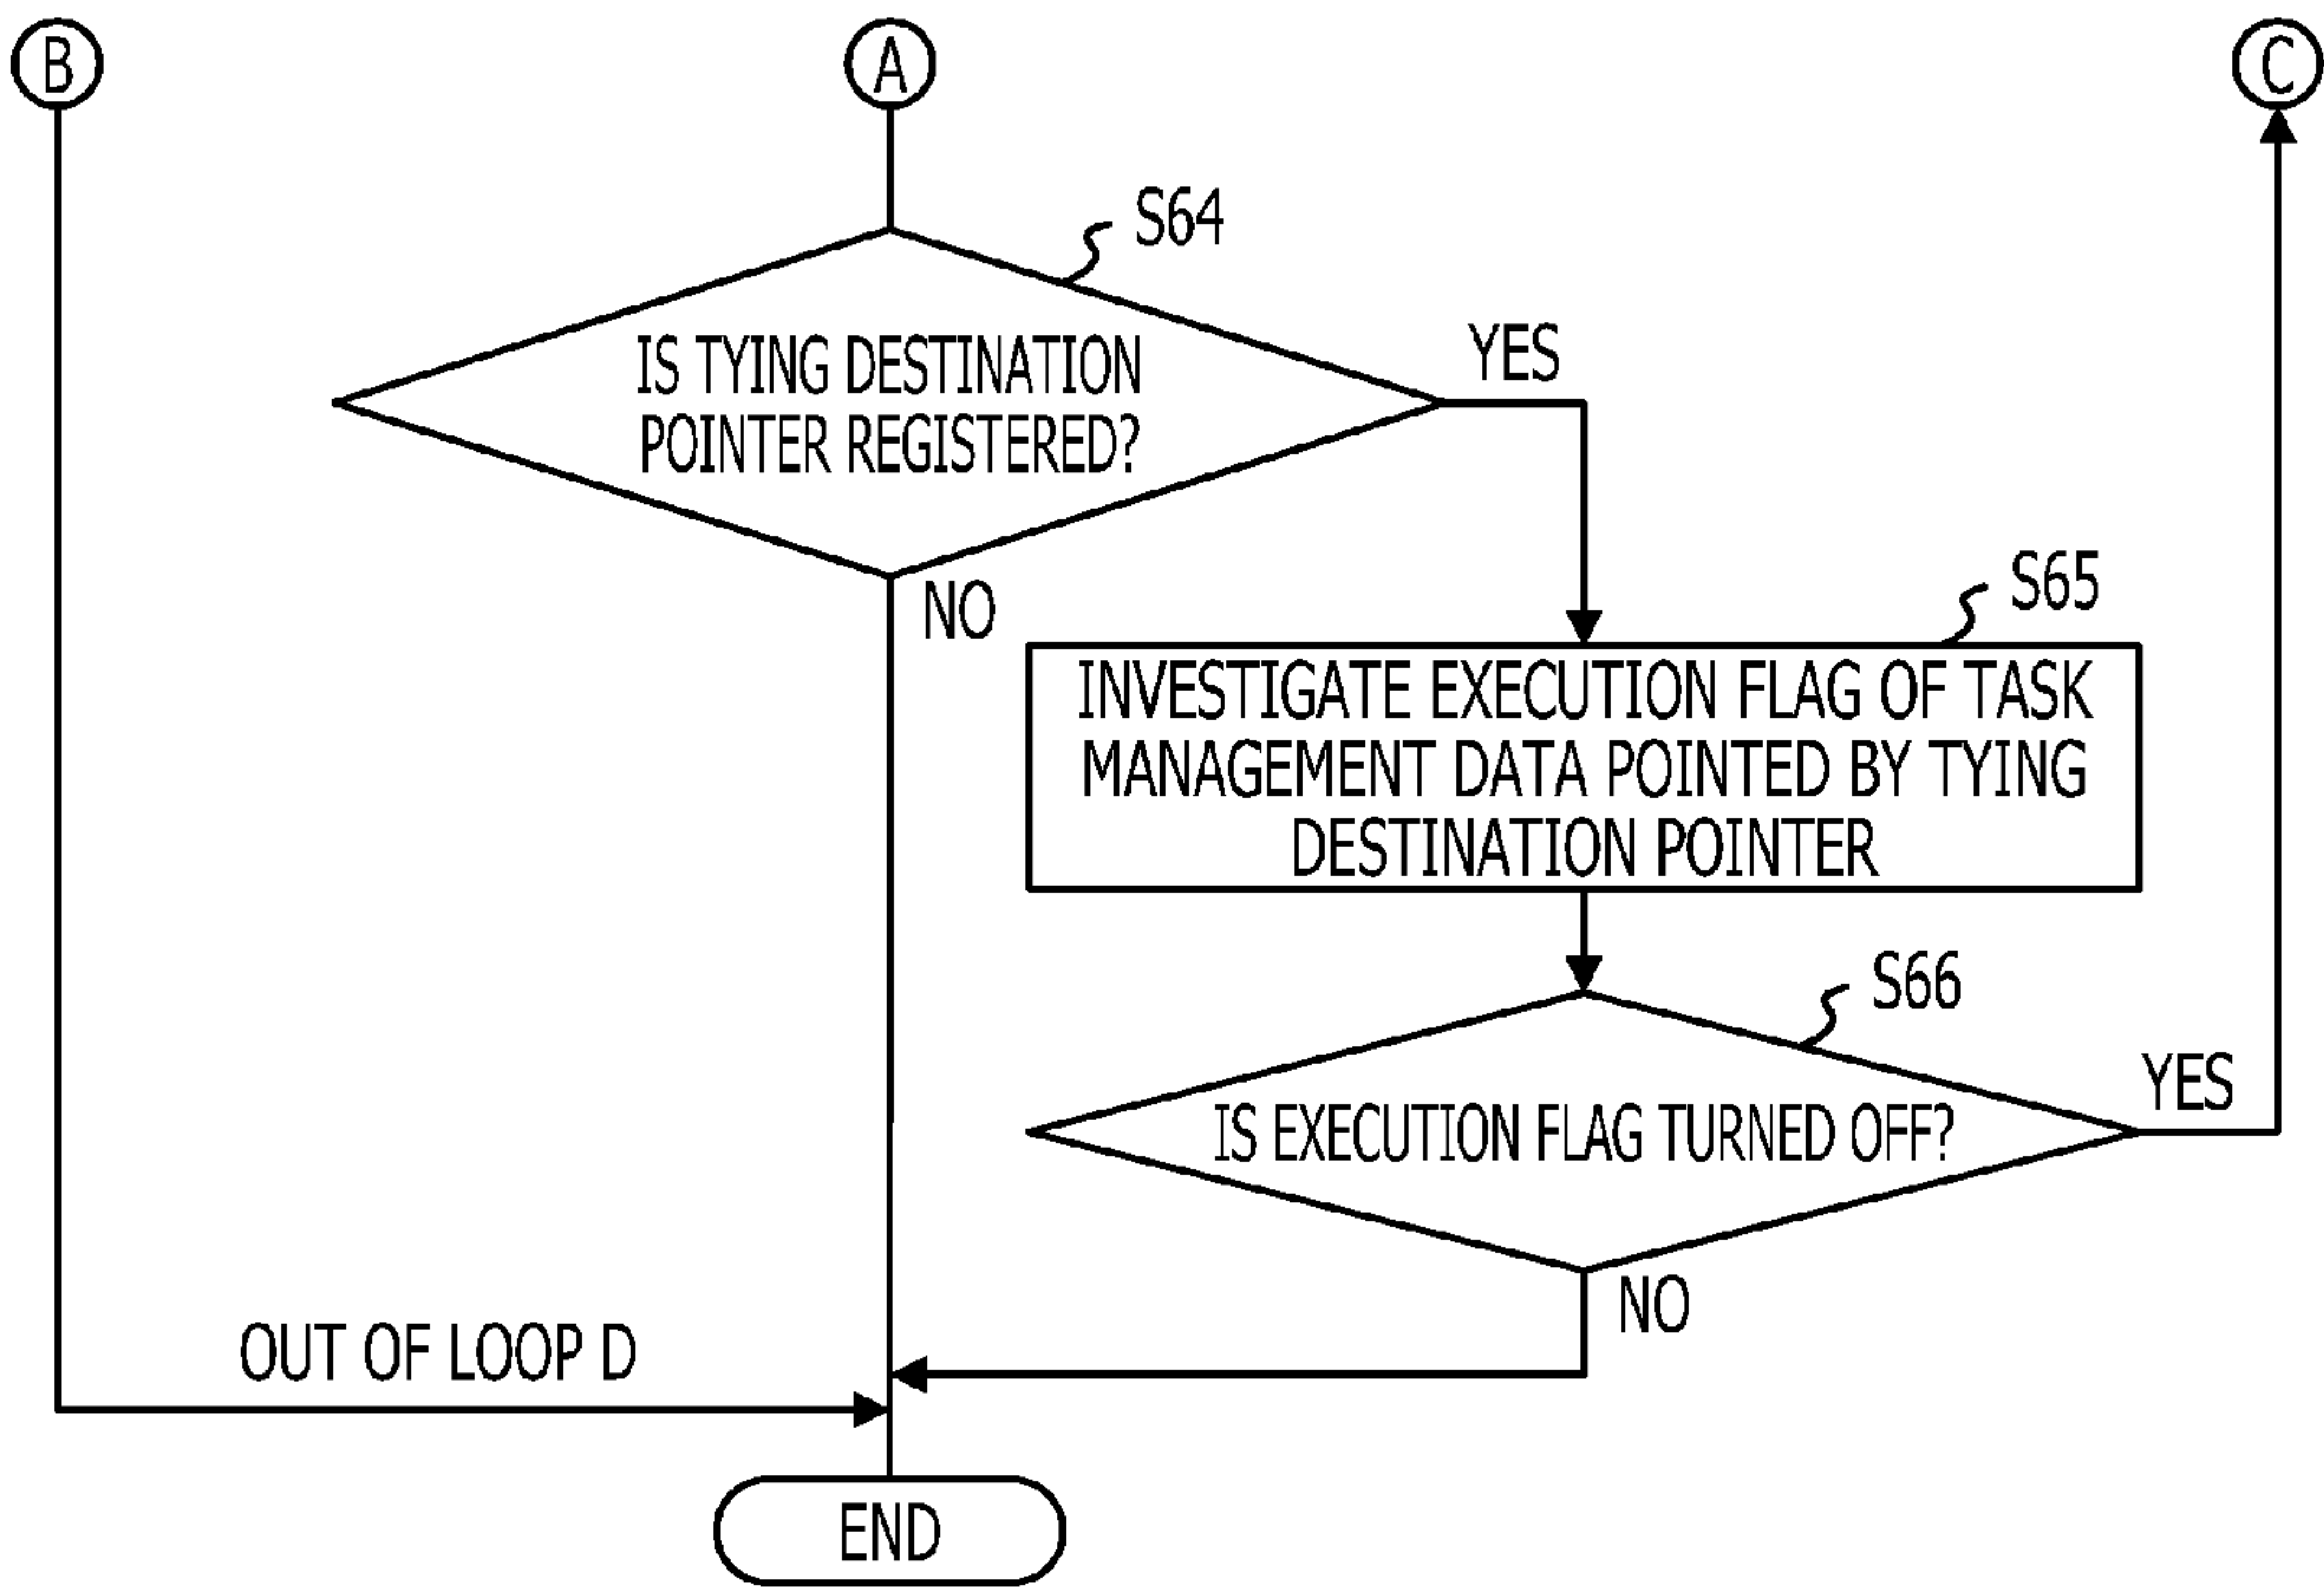 B
A
C
S64
IS TYING DESTINATION
POINTER REGISTERED?
YES
NO
S65
INVESTIGATE EXECUTION FLAG OF TASK
MANAGEMENT DATA POINTED BY TYING
DESTINATION POINTER
S66
IS EXECUTION FLAG TURNED OFF?
YES
NO
OUT OF LOOP D
END